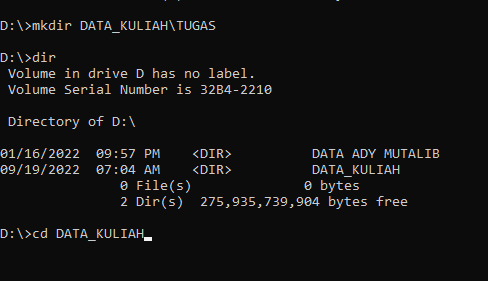 D:\>mkdir DATA_KULIAH\TUGAS
D:\>dir
Volume in drive D has no label.
Volume Serial Number is 32B4-2210
Directory of D:\
01/16/2022  09:57 PM    <DIR>          DATA ADY MUTALIB
09/19/2022  07:04 AM    <DIR>          DATA_KULIAH
0 File(s)              0 bytes
2 Dir(s)  275,935,739,904 bytes free
D:\>cd DATA_KULIAH